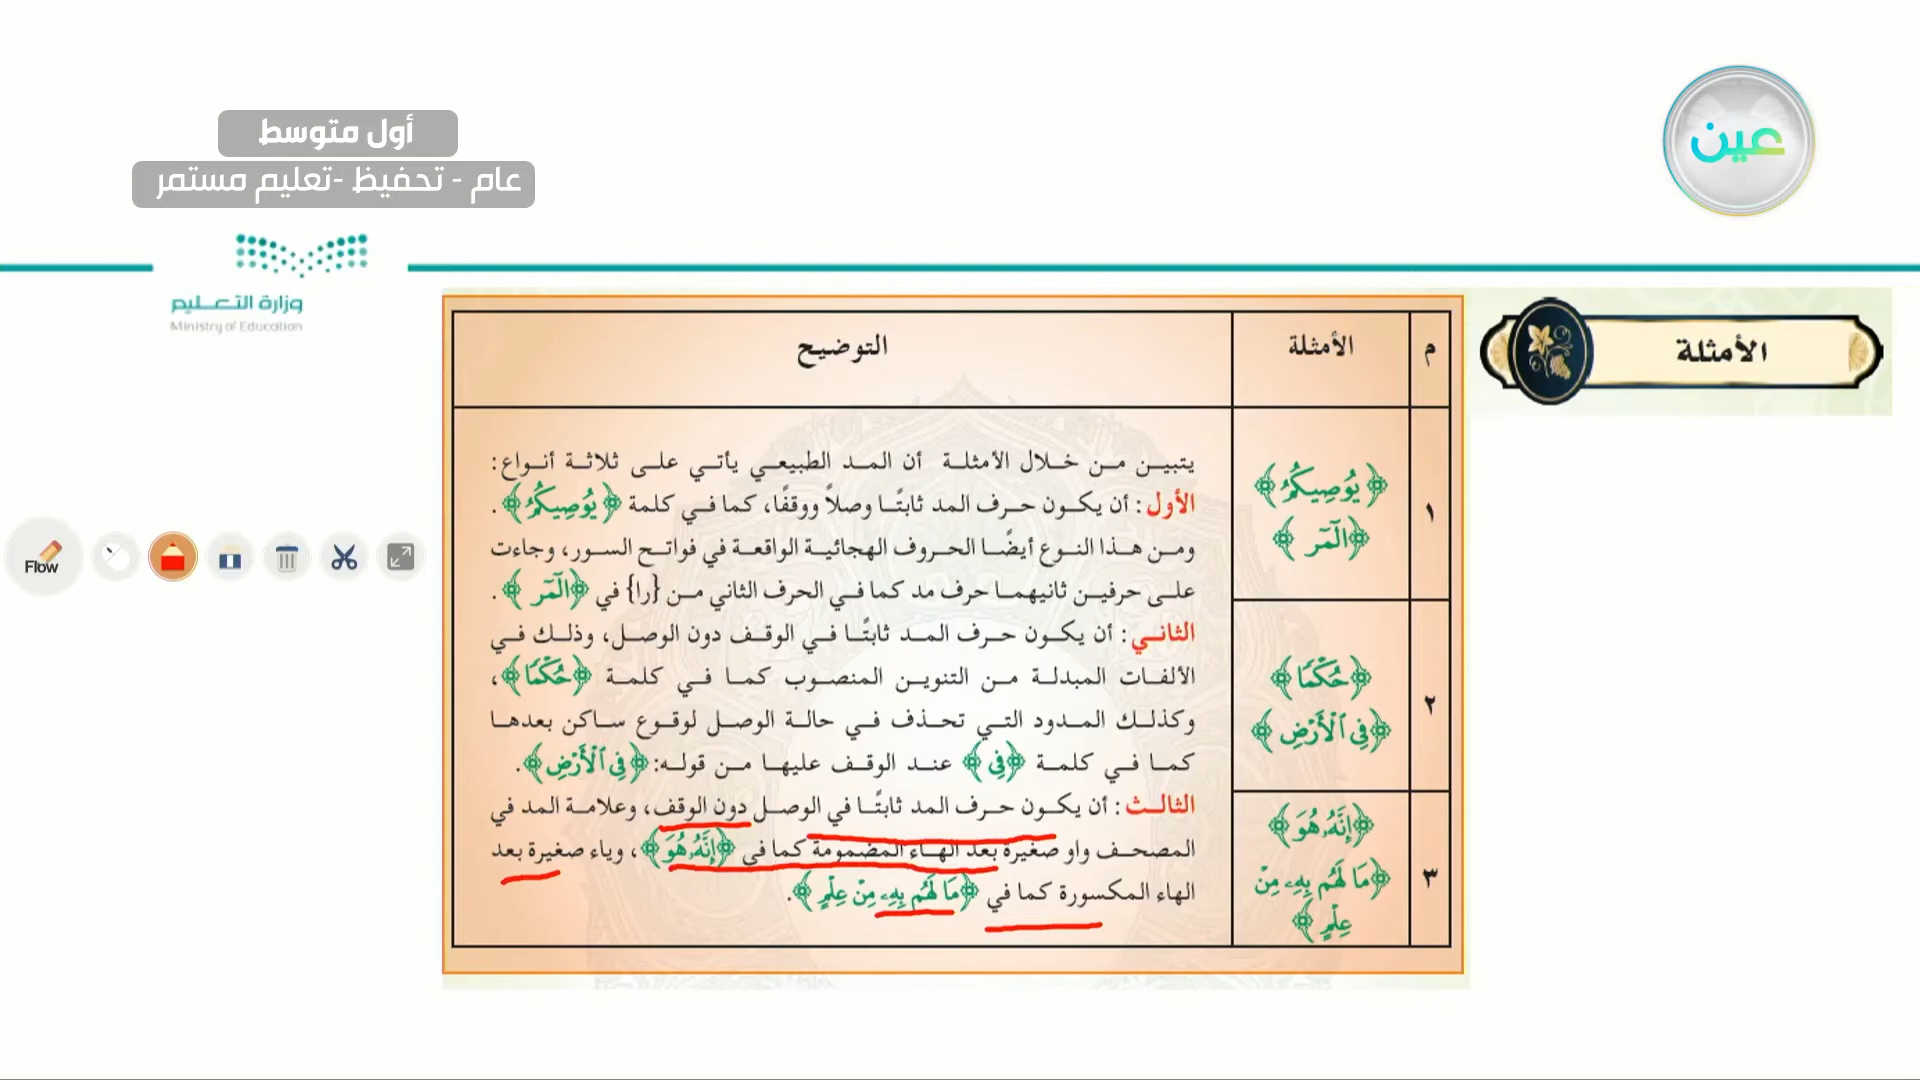 أول متوسط
عام - تحفيظ -تعليم مستمر
عين
وزارة التعليم
Ministry of Education
الأمثلة
م
الأمثلة
التوضيح
١
﴿يُوصِيكُمُ﴾
﴿الٓمٓر﴾
يتبين من خلال الأمثلة أن المد الطبيعي يأتي على ثلاثة أنواع:
الأول: أن يكون حرف المد ثابتًا وصلاً ووقفًا، كما في كلمة ﴿يُوصِيكُمُ﴾.
ومن هذا النوع أيضًا الحروف الهجائية الواقعة في فواتح السور، وجاءت
على حرفين ثانيهما حرف مد كما في الحرف الثاني من {را} في ﴿الٓمٓر﴾.
٢
﴿حُكْمًا﴾
﴿فِي ٱلْأَرْضِ﴾
الثاني: أن يكون حرف المد ثابتًا في الوقف دون الوصل، وذلك في
الألفات المبدلة من التنوين المنصوب كما في كلمة ﴿حُكْمًا﴾،
وكذلك المدود التي تحذف في حالة الوصل لوقوع ساكن بعدها
كما في كلمة ﴿فِي﴾ عند الوقف عليها من قوله: ﴿فِي ٱلْأَرْضِ﴾.
٣
﴿إِنَّهُۥ هُوَ﴾
﴿مَا لَهُم بِهِۦ مِنْ
عِلْمٍ﴾
الثالث: أن يكون حرف المد ثابتًا في الوصل دون الوقف، وعلامة المد في
المصحف واو صغيرة بعد الهاء المضمومة كما في ﴿إِنَّهُۥ هُوَ﴾، وياء صغيرة بعد
الهاء المكسورة كما في ﴿مَا لَهُم بِهِۦ مِنْ عِلْمٍ﴾.
Flow